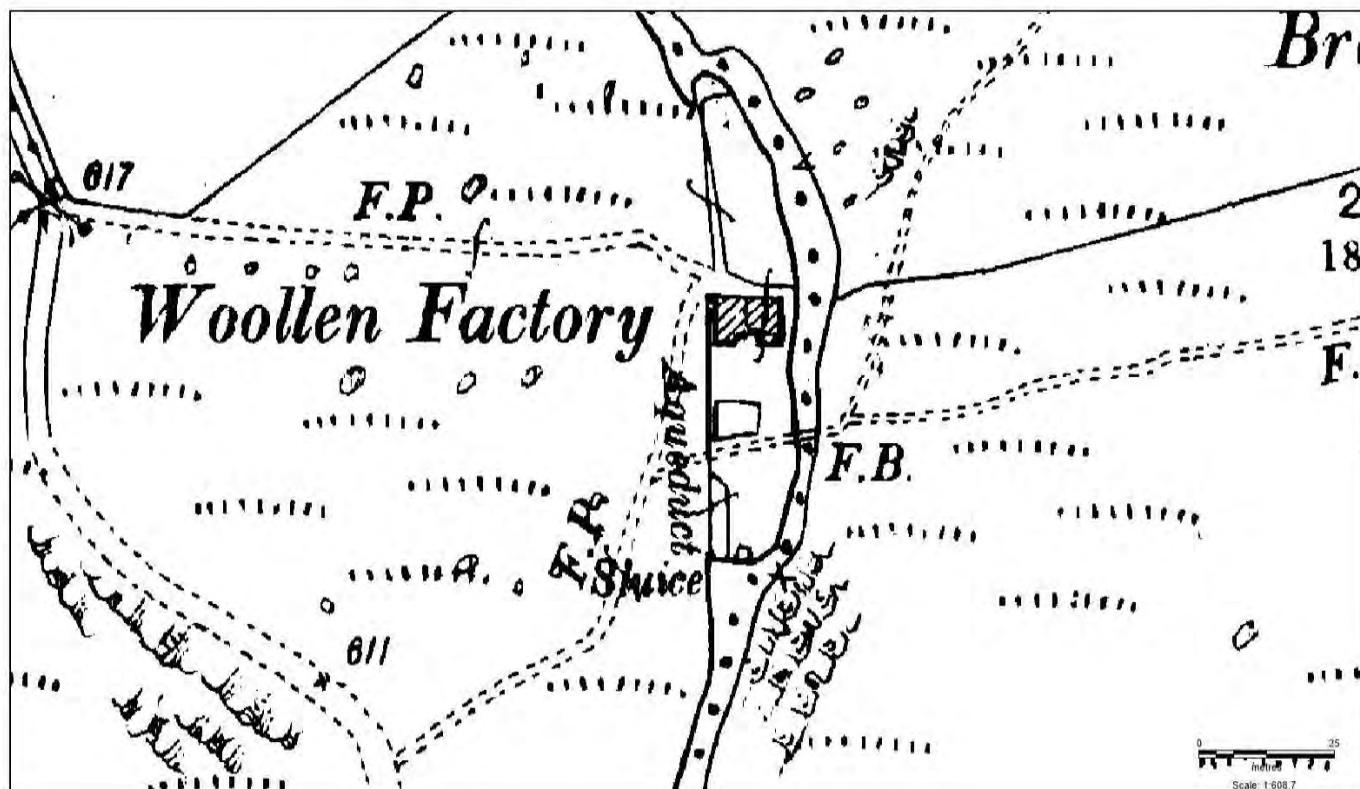 Br
617
F.P.
2
18
Woollen Factory
F.
Aqueduct
F.B.
F.P.
Sluice
611
0 25
metres
Scale: 1:608.7